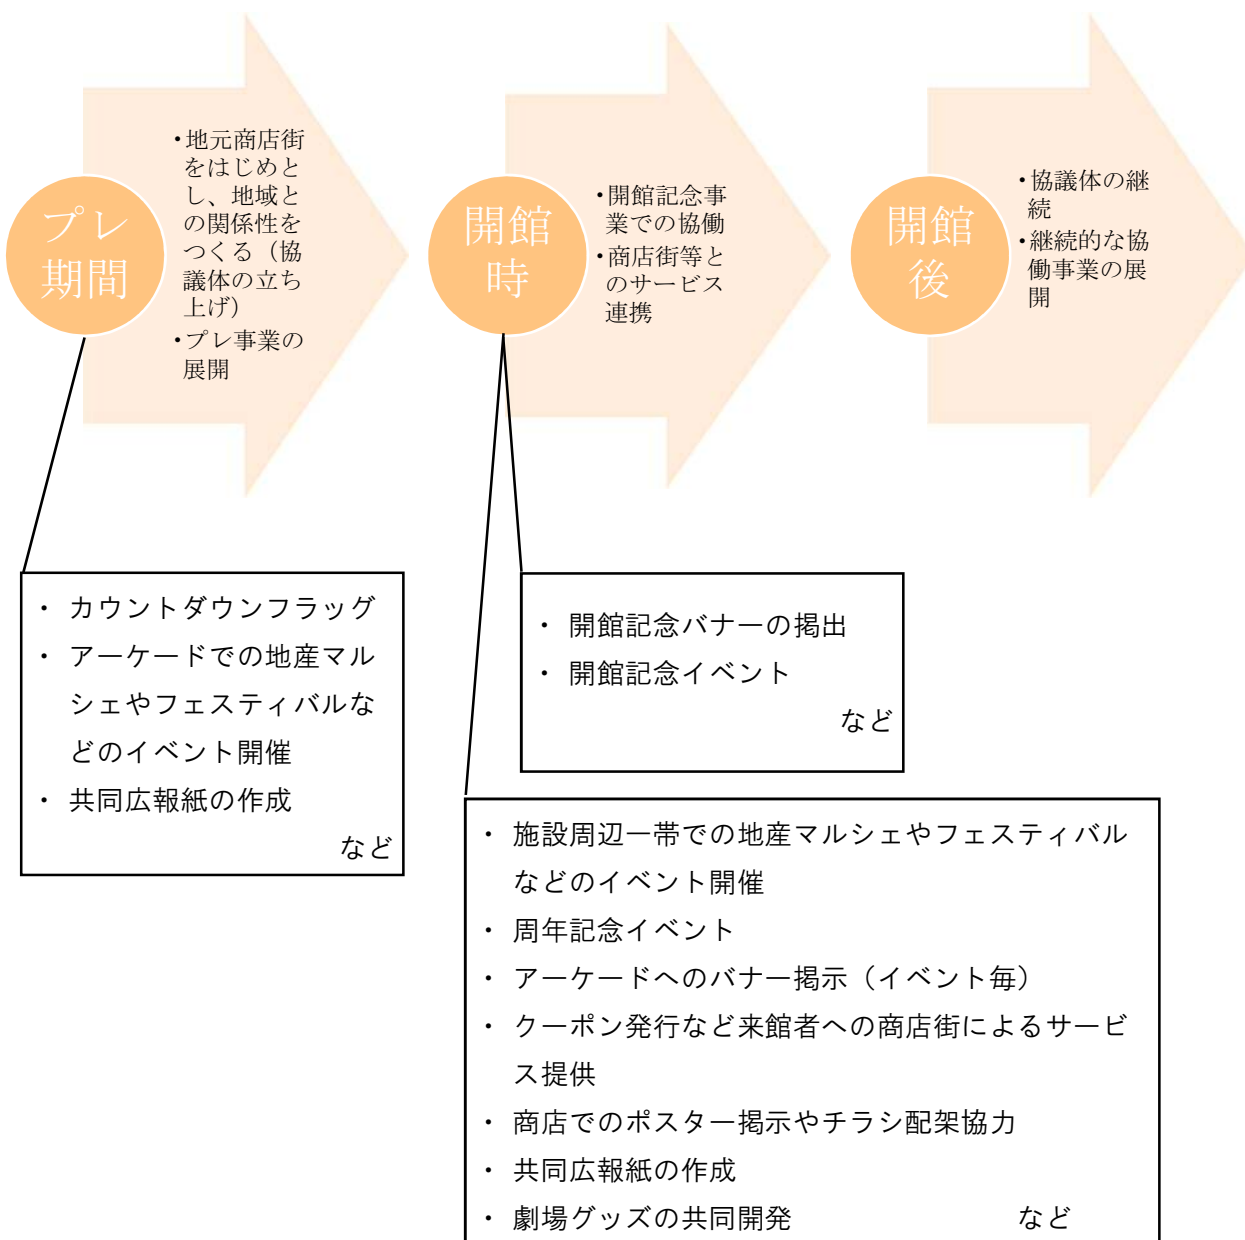 プレ
期間
・地元商店街
をはじめと
し、地域と
の関係性を
つくる（協
議体の立ち
上げ）
・プレ事業の
展開
開館
時
・開館記念事
業での協働
・商店街等と
のサービス
連携
開館
後
・協議体の継
続
・継続的な協
働事業の展
開
・ カウントダウンフラッグ
・ アーケードでの地産マル
シェやフェスティバルな
どのイベント開催
・ 共同広報紙の作成
など
・ 開館記念バナーの掲出
・ 開館記念イベント
など
・ 施設周辺一帯での地産マルシェやフェスティバル
などのイベント開催
・ 周年記念イベント
・ アーケードへのバナー掲示（イベント毎）
・ クーポン発行など来館者への商店街によるサービ
ス提供
・ 商店でのポスター掲示やチラシ配架協力
・ 共同広報紙の作成
・ 劇場グッズの共同開発 など